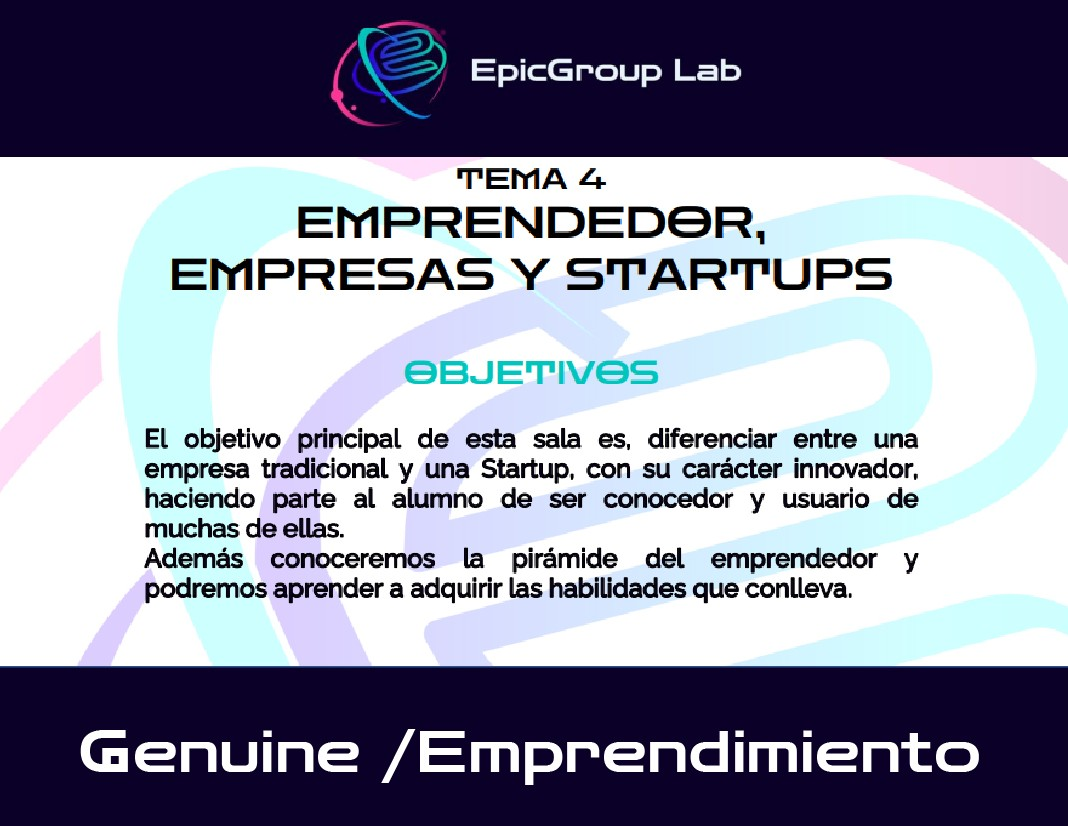 EpicGroup Lab
TEMA 4
EMPRENDEDOR,
EMPRESAS Y STARTUPS
OBJETIVOS
El objetivo principal de esta sala es, diferenciar entre una
empresa tradicional y una Startup, con su carácter innovador,
haciendo parte al alumno de ser conocedor y usuario de
muchas de ellas.
Además conoceremos la pirámide del emprendedor y
podremos aprender a adquirir las habilidades que conlleva.
Genuine /Emprendimiento